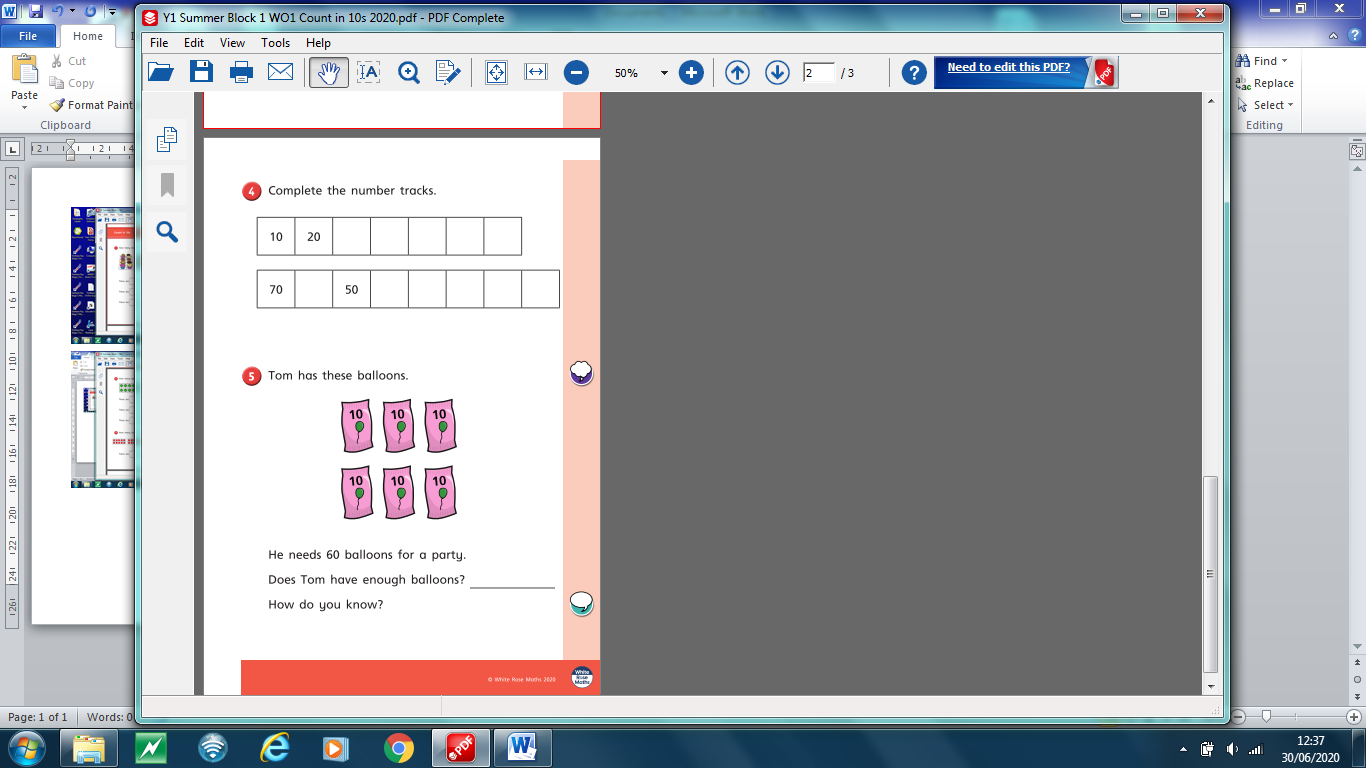 Y1 Summer Block 1 WO1 Count in 10s 2020.pdf - PDF Complete
File Home
Cut
Copy
Paste
Format Paint
Clipboard
File Edit View Tools Help
50% 2 / 3
Need to edit this PDF?
PDF
Find
Replace
Select
Editing
4 Complete the number tracks.
10 20
70 50
5 Tom has these balloons.
10 10 10
10 10 10
He needs 60 balloons for a party.
Does Tom have enough balloons?
How do you know?
© White Rose Maths 2020
White Rose Maths
Page: 1 of 1 Words: 0
12:37
30/06/2020